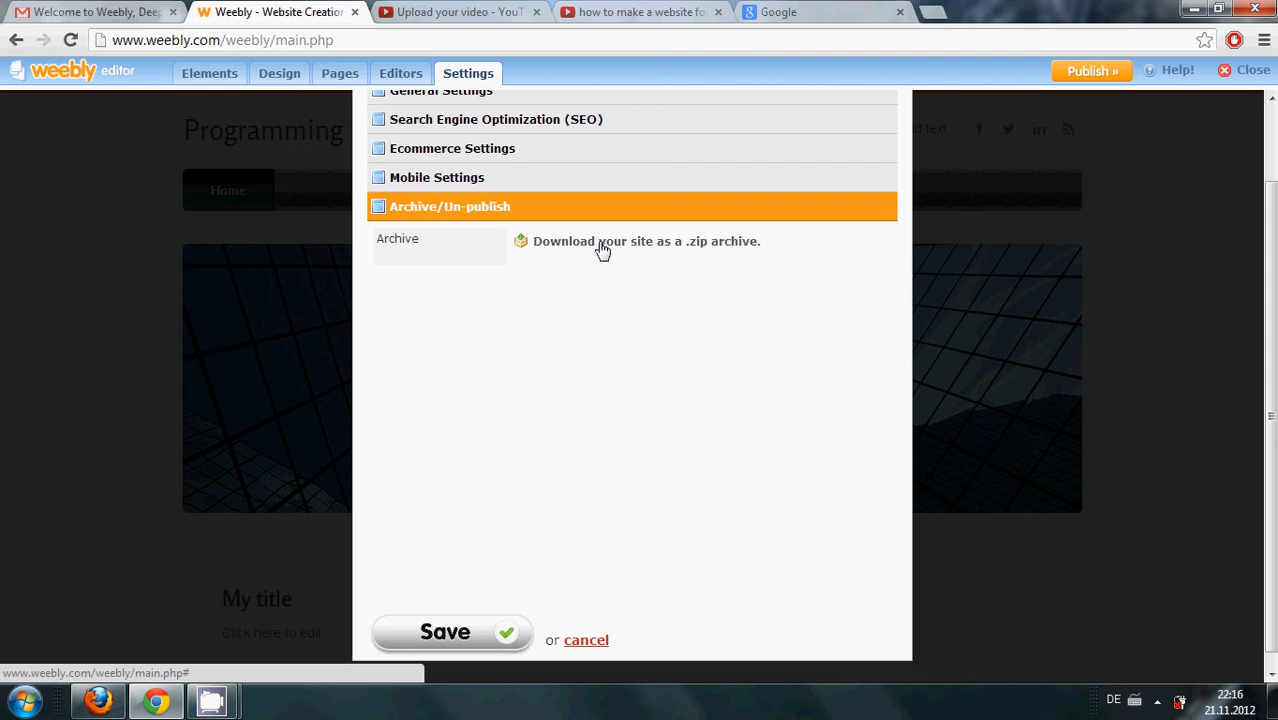 Welcome to Weebly, Deep
Weebly - Website Creation
Upload your video - YouT
how to make a website fo
Google
www.weebly.com/weebly/main.php
weebly editor
Elements
Design
Pages
Editors
Settings
Publish »
Help!
Close
General Settings
Programming
Search Engine Optimization (SEO)
d text
Ecommerce Settings
Mobile Settings
Home
Archive/Un-publish
Archive
Download your site as a .zip archive.
My title
Click here to edit
Save
or cancel
www.weebly.com/weebly/main.php#
DE
22:16
21.11.2012